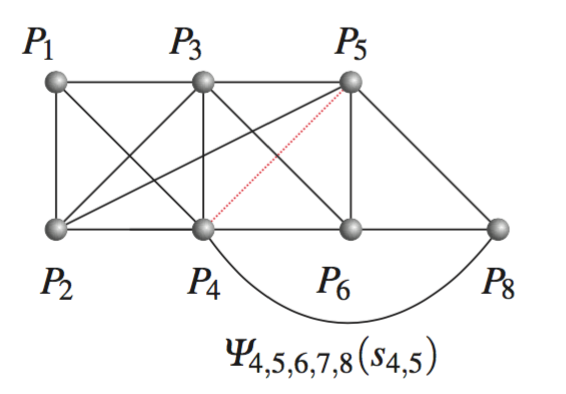 P₁ P₃ P₅
P₂ P₄ P₆ P₈
Ψ₄,₅,₆,₇,₈(s₄,₅)